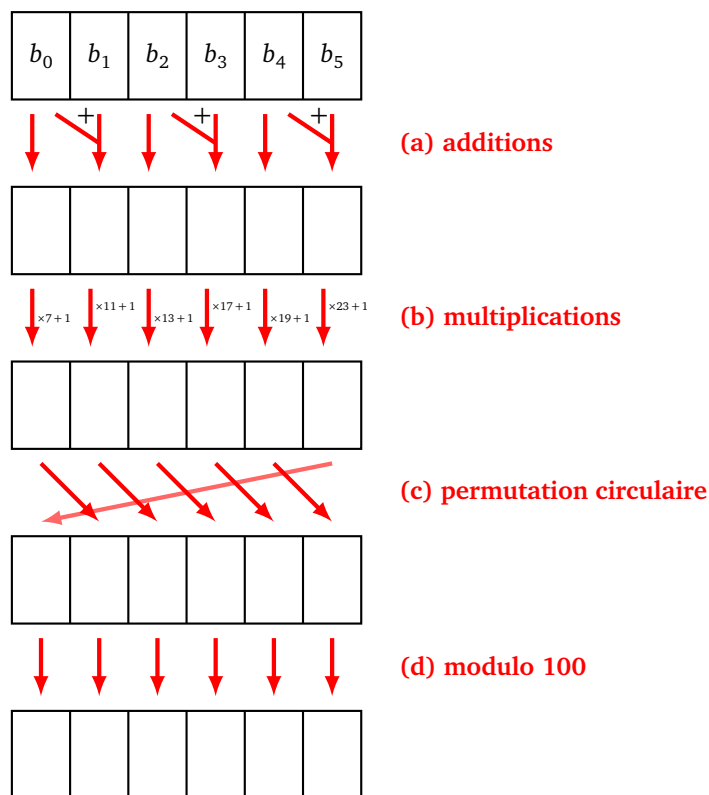 b₀ b₁ b₂ b₃ b₄ b₅
+ + +
(a) additions
×7+1 ×11+1 ×13+1 ×17+1 ×19+1 ×23+1
(b) multiplications
(c) permutation circulaire
(d) modulo 100